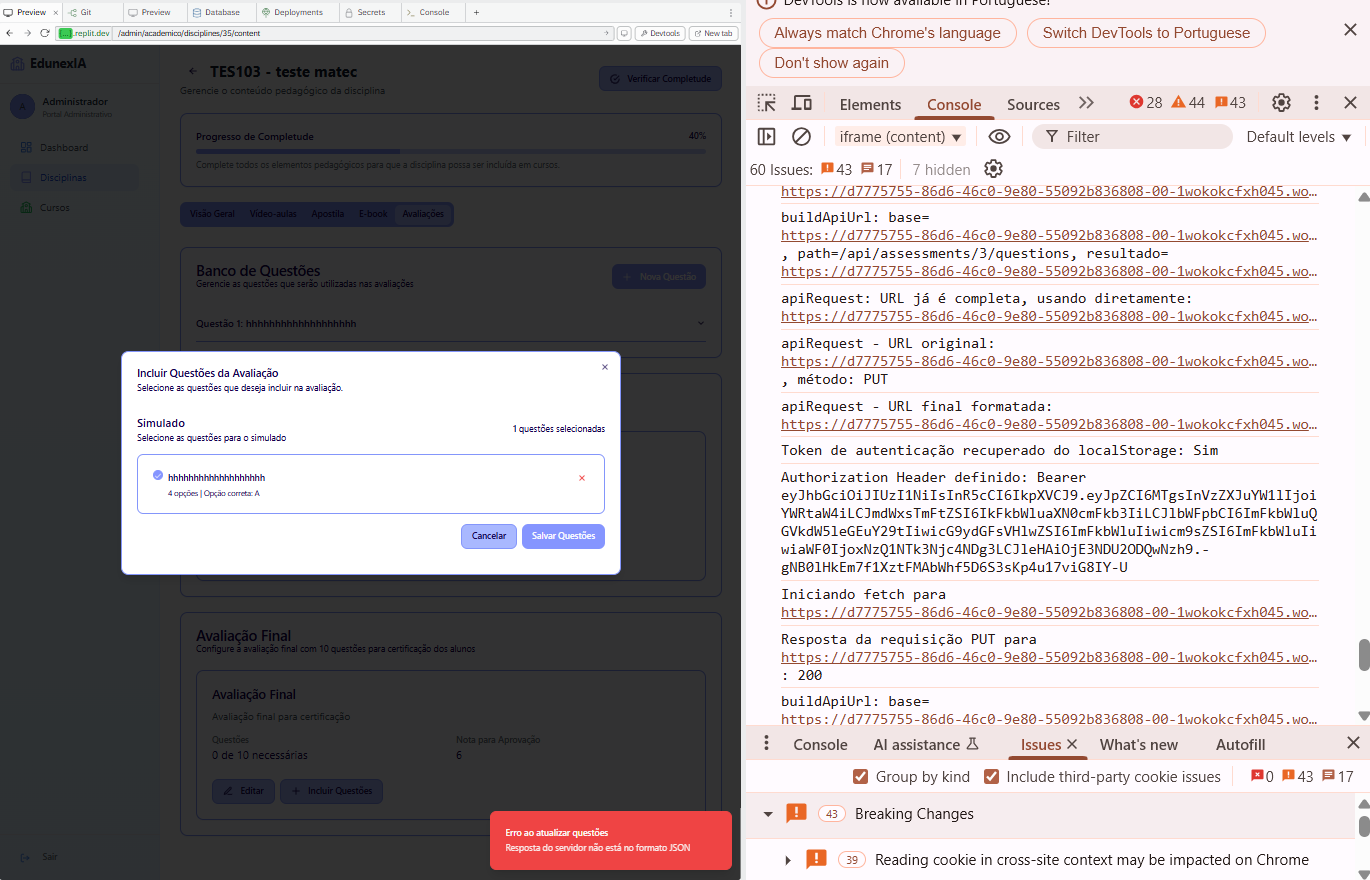 Preview
Git
Preview
Database
Deployments
Secrets
Console
.replit.dev
/admin/academico/disciplines/35/content
Devtools
New tab
EdunexIA
A
Administrador
Portal Administrativo
Dashboard
Disciplinas
Cursos
TES103 - teste matec
Gerencie o conteúdo pedagógico da disciplina
Verificar Completude
Progresso de Completude
40%
Complete todos os elementos pedagógicos para que a disciplina possa ser incluída em cursos.
Visão Geral
Vídeo-aulas
Apostila
E-book
Avaliações
Banco de Questões
Gerencie as questões que serão utilizadas nas avaliações
Nova Questão
Questão 1: hhhhhhhhhhhhhhhhhhh
Incluir Questões da Avaliação
Selecione as questões que deseja incluir na avaliação.
Simulado
Selecione as questões para o simulado
1 questões selecionadas
hhhhhhhhhhhhhhhhhhh
4 opções | Opção correta: A
Cancelar
Salvar Questões
Avaliação Final
Configure a avaliação final com 10 questões para certificação dos alunos
Avaliação Final
Avaliação final para certificação
Questões
0 de 10 necessárias
Nota para Aprovação
6
Editar
Incluir Questões
Sair
Erro ao atualizar questões
Resposta do servidor não está no formato JSON
DevTools is now available in Portuguese!
Always match Chrome's language
Switch DevTools to Portuguese
Don't show again
Elements
Console
Sources
28
44
43
iframe (content)
Filter
Default levels
60 Issues:
43
17
7 hidden
https://d7775755-86d6-46c0-9e80-55092b836808-00-1wokokcfxh045.wo…
buildApiUrl: base=
https://d7775755-86d6-46c0-9e80-55092b836808-00-1wokokcfxh045.wo…
, path=/api/assessments/3/questions, resultado=
https://d7775755-86d6-46c0-9e80-55092b836808-00-1wokokcfxh045.wo…
apiRequest: URL já é completa, usando diretamente:
https://d7775755-86d6-46c0-9e80-55092b836808-00-1wokokcfxh045.wo…
apiRequest - URL original:
https://d7775755-86d6-46c0-9e80-55092b836808-00-1wokokcfxh045.wo…
, método: PUT
apiRequest - URL final formatada:
https://d7775755-86d6-46c0-9e80-55092b836808-00-1wokokcfxh045.wo…
Token de autenticação recuperado do localStorage: Sim
Authorization Header definido: Bearer
eyJhbGciOiJIUzI1NiIsInR5cCI6IkpXVCJ9.eyJpZCI6MTgsInVzZXJuYW1lIjoi
YWRtaW4iLCJmdWxsTmFtZSI6IkFkbWluaXN0cmFkb3IiLCJlbWFpbCI6ImFkbWluQ
GVkdW5leGEuY29tIiwicG9ydGFsVHlwZSI6ImFkbWluIiwicm9sZSI6ImFkbWluIi
wiaWF0IjoxNzQ1NTk3Njc4NDg3LCJleHAiOjE3NDU2ODQwNzh9.-
gNB0lHkEm7f1XztFMAbWhf5D6S3sKp4u17viG8IY-U
Iniciando fetch para
https://d7775755-86d6-46c0-9e80-55092b836808-00-1wokokcfxh045.wo…
Resposta da requisição PUT para
https://d7775755-86d6-46c0-9e80-55092b836808-00-1wokokcfxh045.wo…
: 200
buildApiUrl: base=
https://d7775755-86d6-46c0-9e80-55092b836808-00-1wokokcfxh045.wo…
Console
AI assistance
Issues
What's new
Autofill
Group by kind
Include third-party cookie issues
0
43
17
43
Breaking Changes
39
Reading cookie in cross-site context may be impacted on Chrome